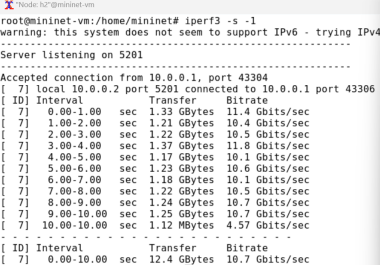 "Node: h2"@mininet-vm
root@mininet-vm:/home/mininet# iperf3 -s -1
warning: this system does not seem to support IPv6 - trying IPv4
-----------------------------------------------------------
Server listening on 5201
-----------------------------------------------------------
Accepted connection from 10.0.0.1, port 43304
[  7] local 10.0.0.2 port 5201 connected to 10.0.0.1 port 43306
[ ID] Interval           Transfer     Bitrate
[  7]   0.00-1.00   sec  1.33 GBytes  11.4 Gbits/sec
[  7]   1.00-2.00   sec  1.21 GBytes  10.4 Gbits/sec
[  7]   2.00-3.00   sec  1.22 GBytes  10.5 Gbits/sec
[  7]   3.00-4.00   sec  1.37 GBytes  11.8 Gbits/sec
[  7]   4.00-5.00   sec  1.17 GBytes  10.1 Gbits/sec
[  7]   5.00-6.00   sec  1.23 GBytes  10.6 Gbits/sec
[  7]   6.00-7.00   sec  1.18 GBytes  10.1 Gbits/sec
[  7]   7.00-8.00   sec  1.22 GBytes  10.5 Gbits/sec
[  7]   8.00-9.00   sec  1.24 GBytes  10.7 Gbits/sec
[  7]   9.00-10.00  sec  1.25 GBytes  10.7 Gbits/sec
[  7]  10.00-10.00  sec  1.12 MBytes  4.57 Gbits/sec
- - - - - - - - - - - - - - - - - - - - - - - - -
[ ID] Interval           Transfer     Bitrate
[  7]   0.00-10.00  sec  12.4 GBytes  10.7 Gbits/sec